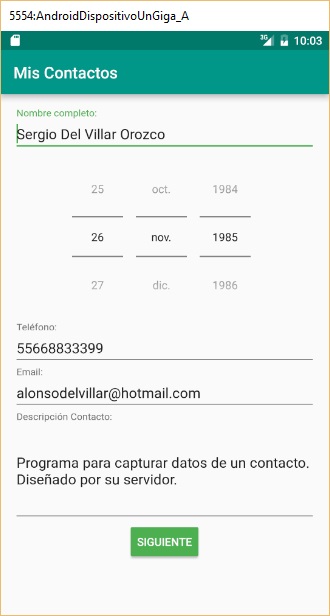 5554:AndroidDispositivoUnGiga_A
3G 10:03
Mis Contactos
Nombre completo:
Sergio Del Villar Orozco
25 oct. 1984
26 nov. 1985
27 dic. 1986
Teléfono:
55668833399
Email:
alonsodelvillar@hotmail.com
Descripción Contacto:
Programa para capturar datos de un contacto.
Diseñado por su servidor.
SIGUIENTE